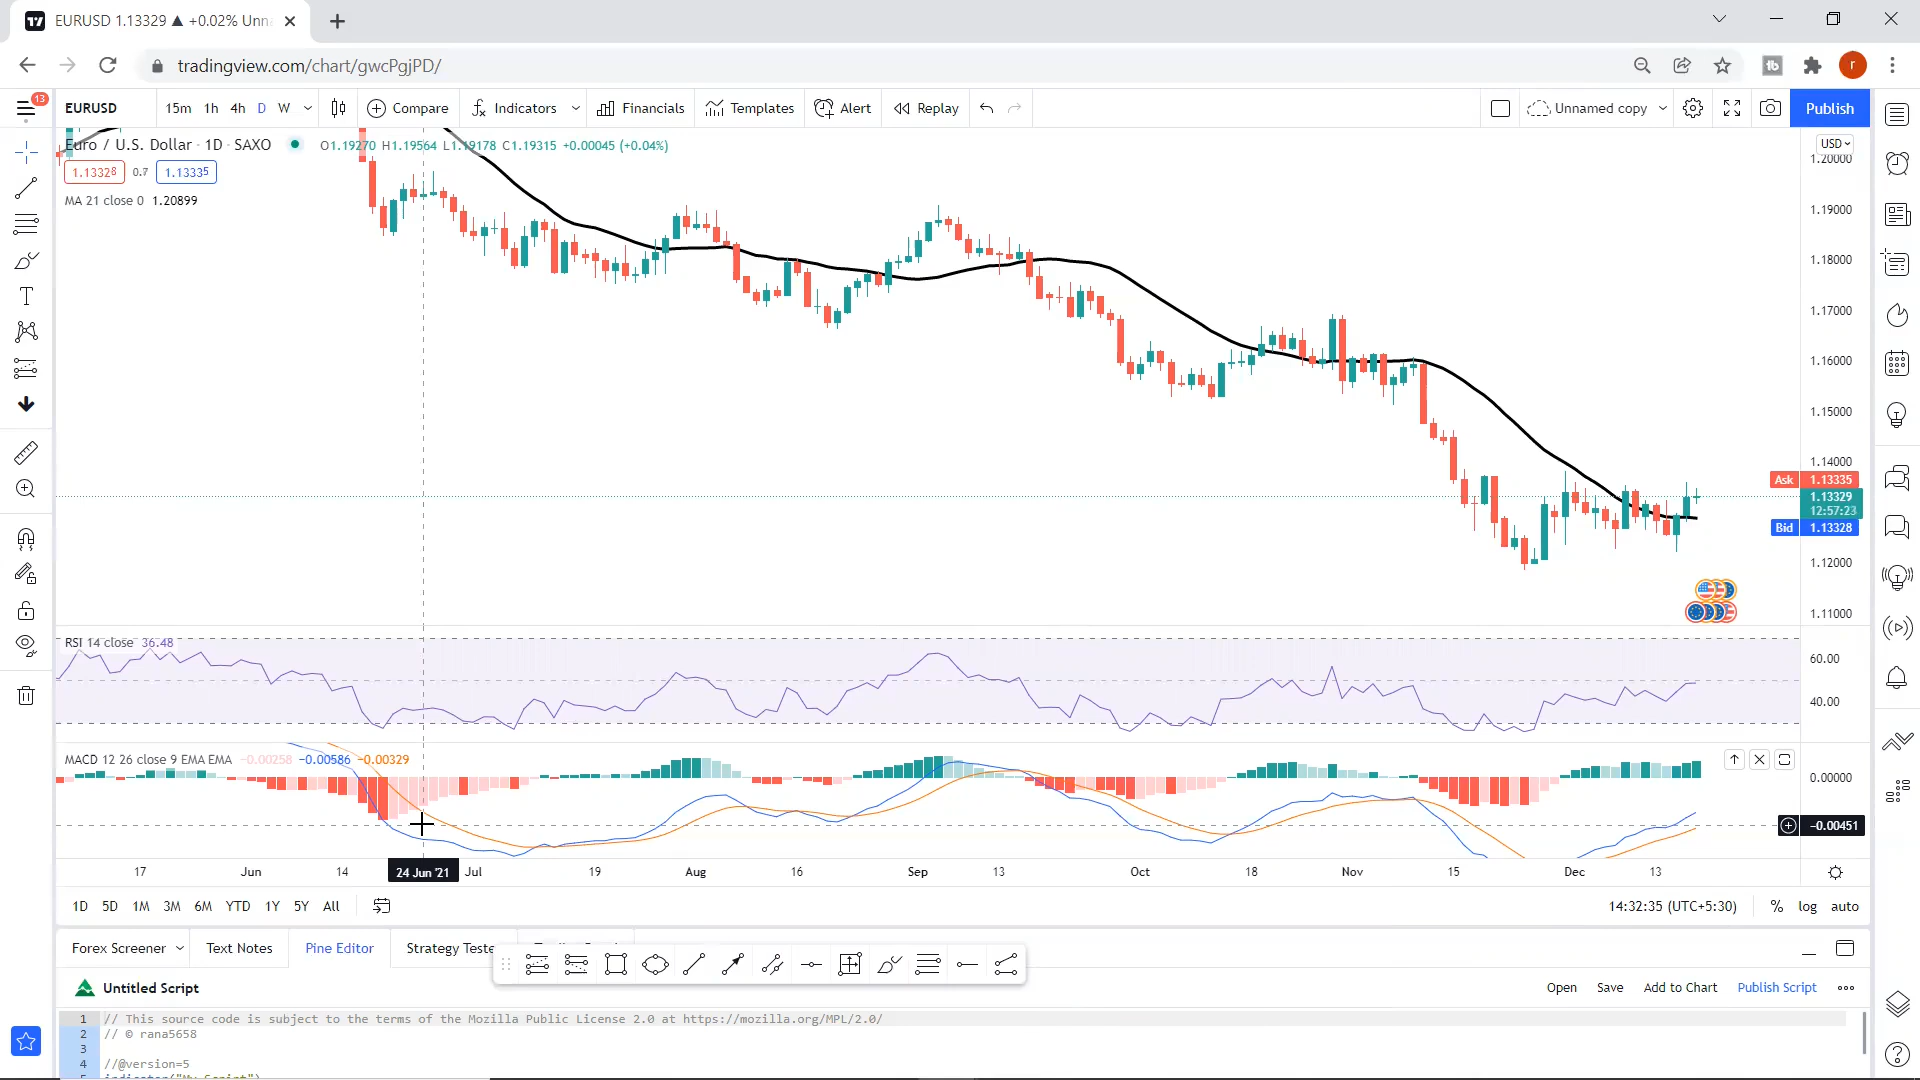 EURUSD 1.13329 ▲ +0.02% Unna
tradingview.com/chart/gwcPgjPD/
13
EURUSD 15m 1h 4h D W Compare Indicators Financials Templates Alert Replay Unnamed copy Publish
Euro / U.S. Dollar · 1D · SAXO O1.19270 H1.19564 L1.19178 C1.19315 +0.00045 (+0.04%)
1.13328 0.7 1.13335
MA 21 close 0 1.20899
USD
1.20000
1.19000
1.18000
1.17000
1.16000
1.15000
1.14000
Ask 1.13335
1.13329
12:57:23
Bid 1.13328
1.12000
1.11000
RSI 14 close 36.48
60.00
40.00
MACD 12 26 close 9 EMA EMA −0.00258 −0.00586 −0.00329
0.00000
−0.00451
17 Jun 14 24 Jun '21 Jul 19 Aug 16 Sep 13 Oct 18 Nov 15 Dec 13
1D 5D 1M 3M 6M YTD 1Y 5Y All 14:32:35 (UTC+5:30) % log auto
Forex Screener Text Notes Pine Editor Strategy Teste
Untitled Script Open Save Add to Chart Publish Script
1 // This source code is subject to the terms of the Mozilla Public License 2.0 at https://mozilla.org/MPL/2.0/
2 // © rana5658
3
4 //@version=5